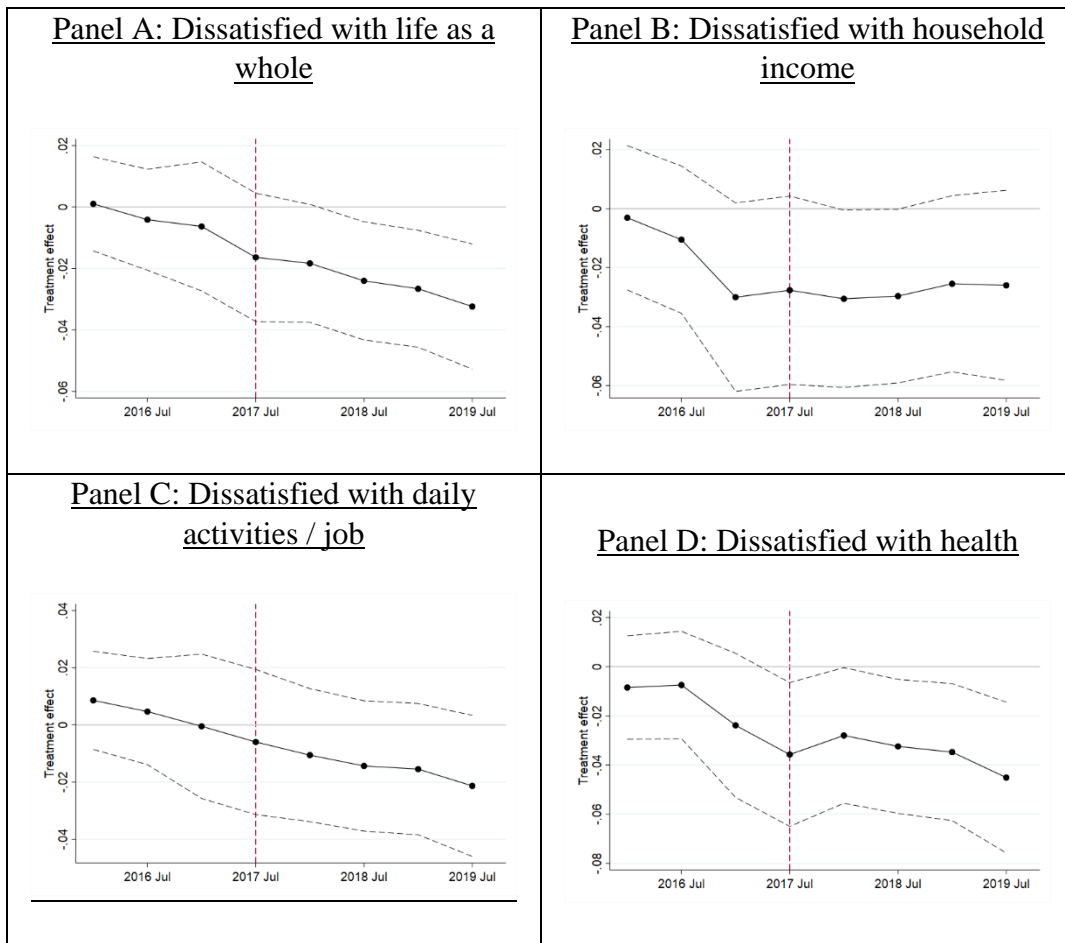 Panel A: Dissatisfied with life as a
whole
Treatment effect
.02
0
-.02
-.04
-.06
2016 Jul
2017 Jul
2018 Jul
2019 Jul
Panel B: Dissatisfied with household
income
Treatment effect
.02
0
-.02
-.04
-.06
2016 Jul
2017 Jul
2018 Jul
2019 Jul
Panel C: Dissatisfied with daily
activities / job
Treatment effect
.04
.02
0
-.02
-.04
2016 Jul
2017 Jul
2018 Jul
2019 Jul
Panel D: Dissatisfied with health
Treatment effect
.02
0
-.02
-.04
-.06
-.08
2016 Jul
2017 Jul
2018 Jul
2019 Jul